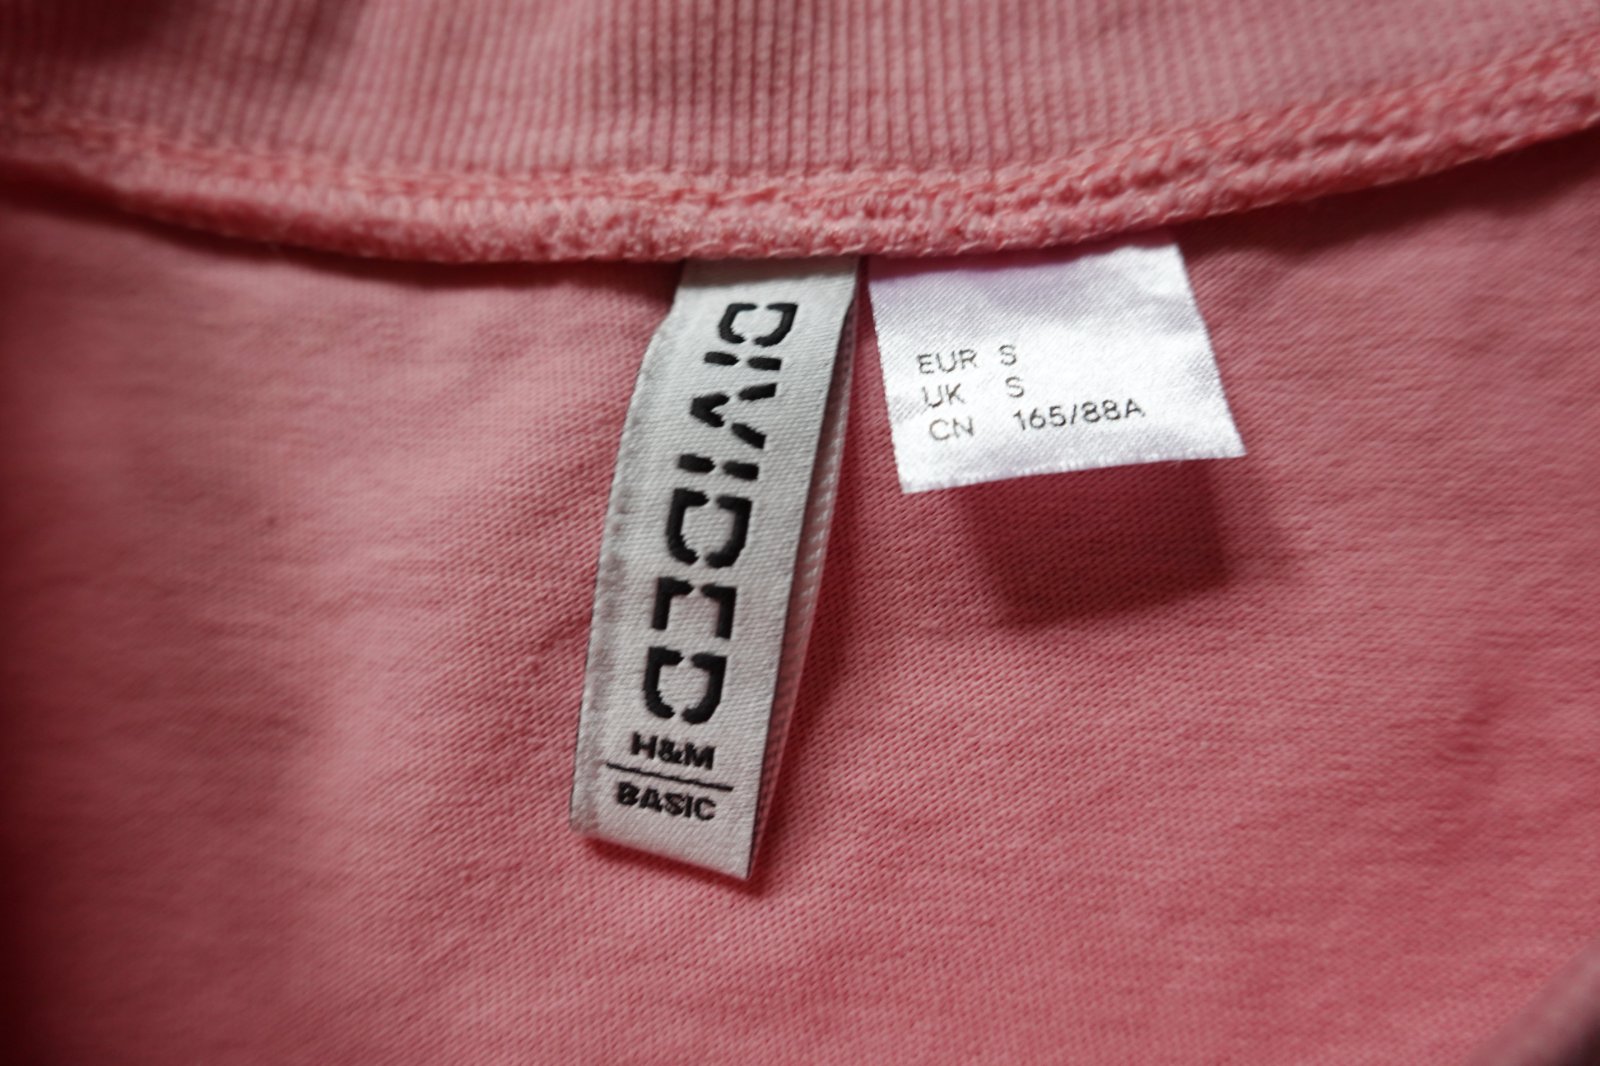 DIVIDED
H&M
BASIC
EUR S
UK S
CN 165/88A